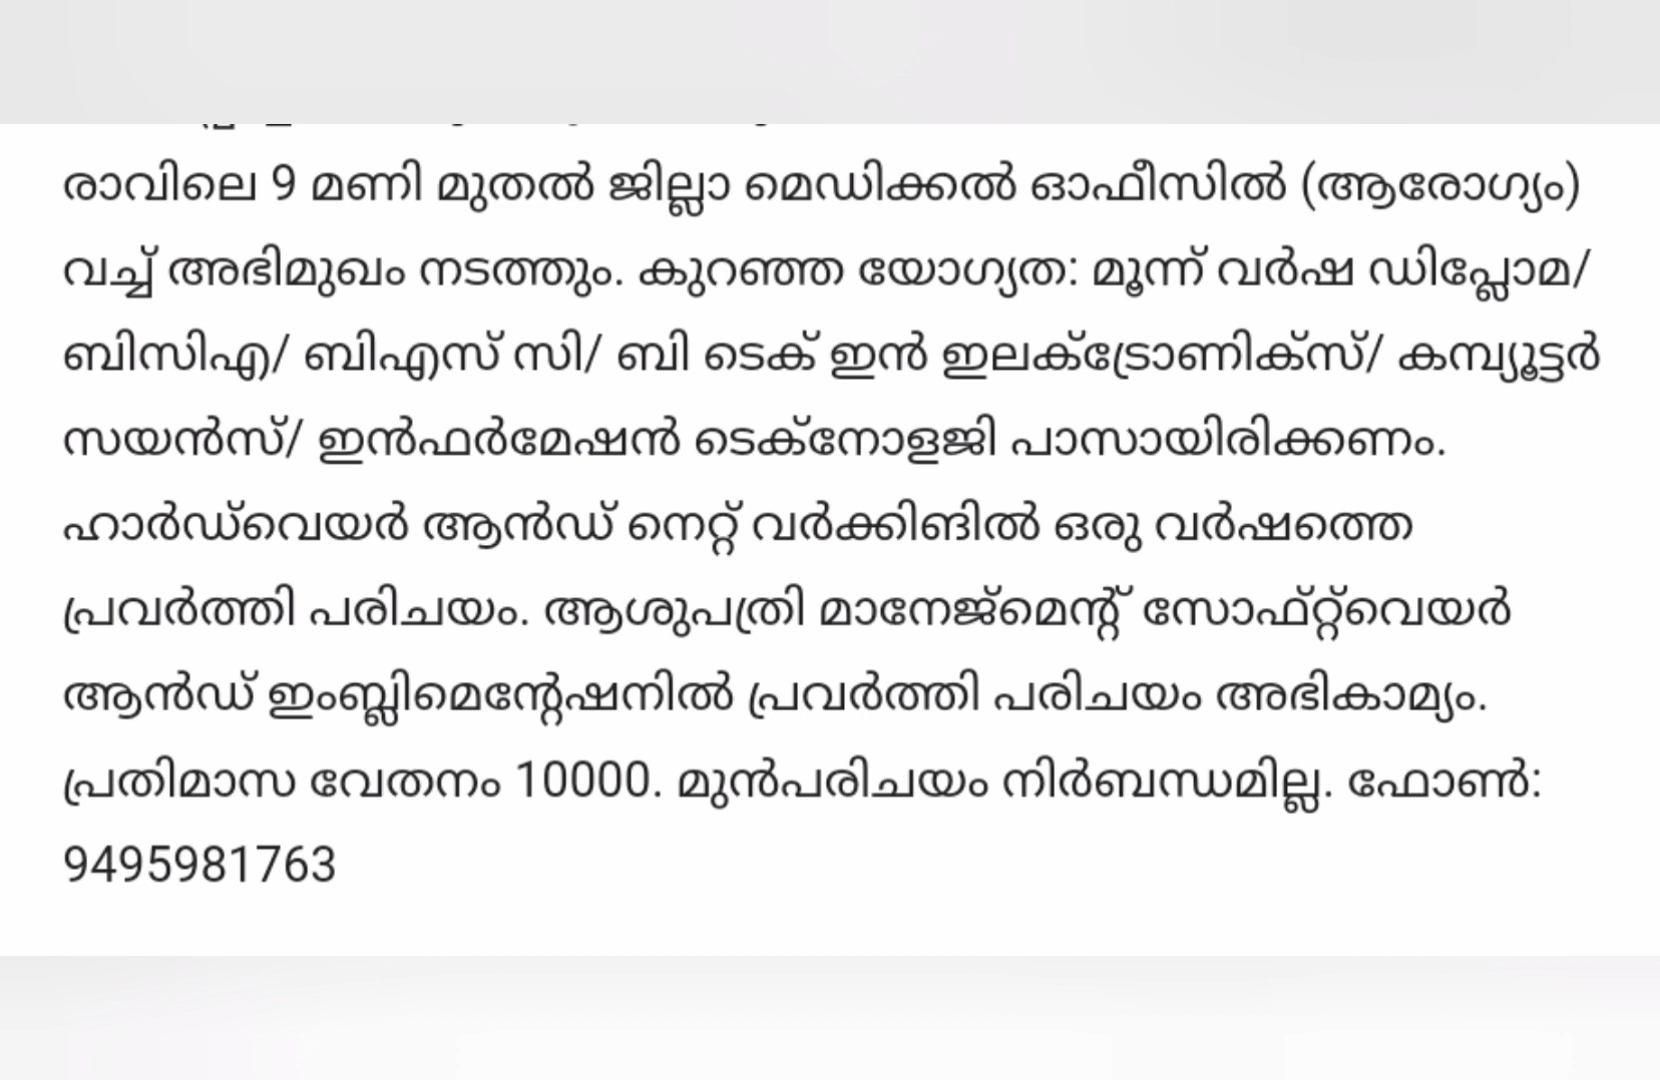 രാവിലെ 9 മണി മുതൽ ജില്ലാ മെഡിക്കൽ ഓഫീസിൽ (ആരോഗ്യം)
വച്ച് അഭിമുഖം നടത്തും. കുറഞ്ഞ യോഗ്യത: മൂന്ന് വർഷ ഡിപ്ലോമ/
ബിസിഎ/ ബിഎസ് സി/ ബി ടെക് ഇൻ ഇലക്ട്രോണിക്സ്/ കമ്പ്യൂട്ടർ
സയൻസ്/ ഇൻഫർമേഷൻ ടെക്നോളജി പാസായിരിക്കണം.
ഹാർഡ്‌വെയർ ആൻഡ് നെറ്റ് വർക്കിങിൽ ഒരു വർഷത്തെ
പ്രവർത്തി പരിചയം. ആശുപത്രി മാനേജ്മെന്റ് സോഫ്റ്റ്‌വെയർ
ആൻഡ് ഇംബ്ലിമെന്റേഷനിൽ പ്രവർത്തി പരിചയം അഭികാമ്യം.
പ്രതിമാസ വേതനം 10000. മുൻപരിചയം നിർബന്ധമില്ല. ഫോൺ:
9495981763